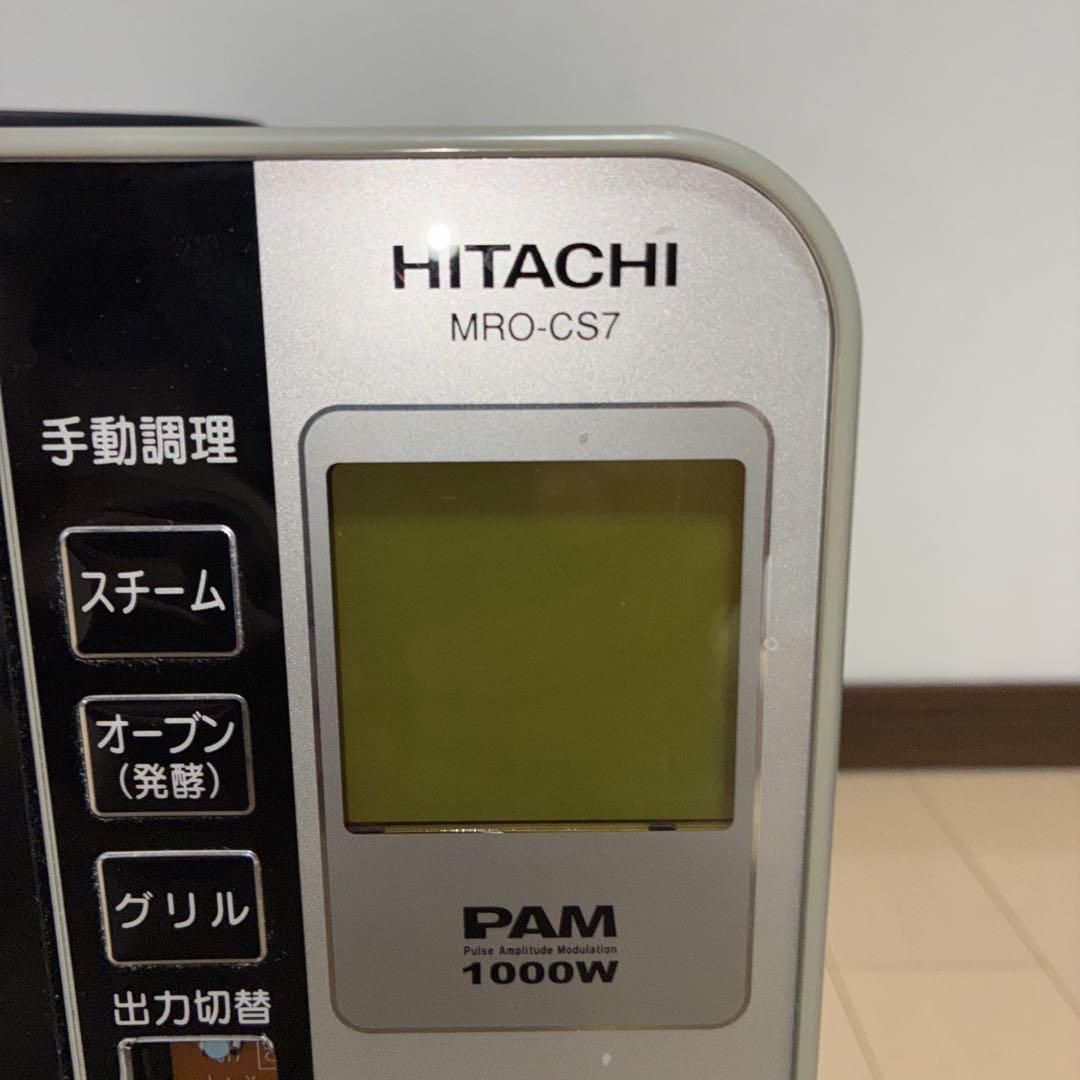 HITACHI
MRO-CS7
手動調理
スチーム
オーブン
(発酵)
グリル
出力切替
PAM
Pulse Amplitude Modulation
1000W